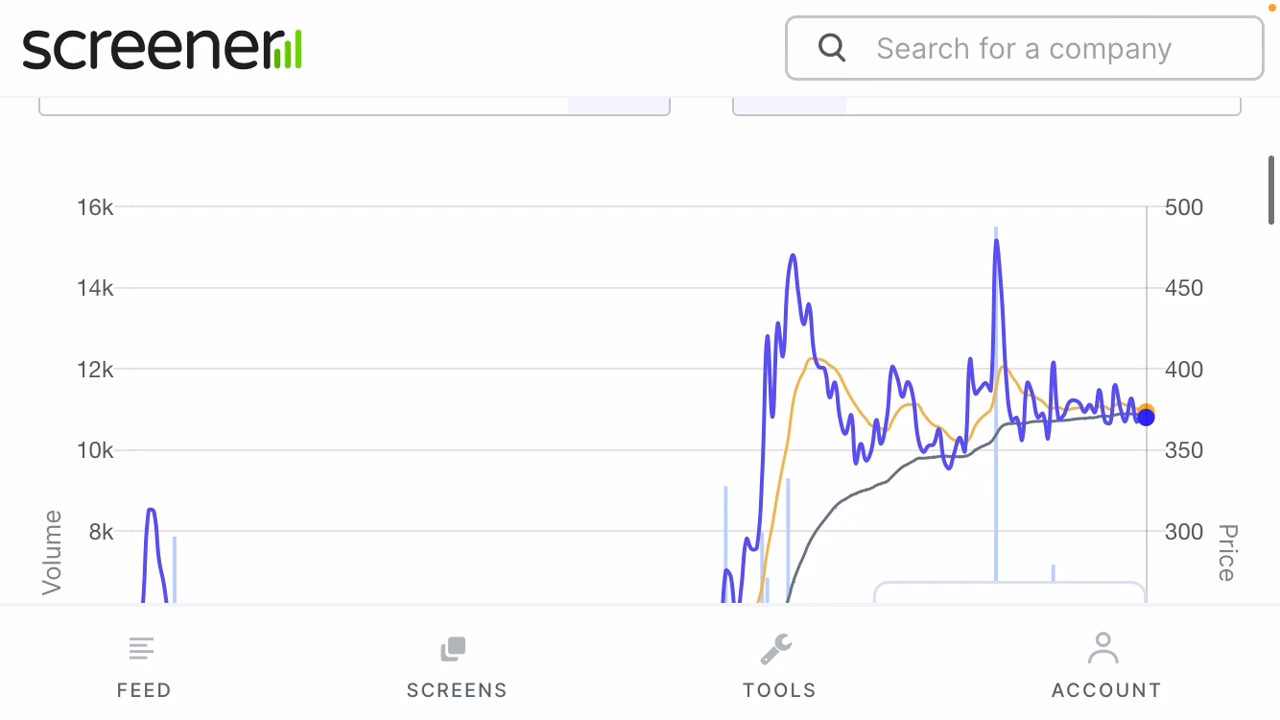 screener
Search for a company
16k
14k
12k
10k
8k
Volume
500
450
400
350
300
Price
FEED
SCREENS
TOOLS
ACCOUNT